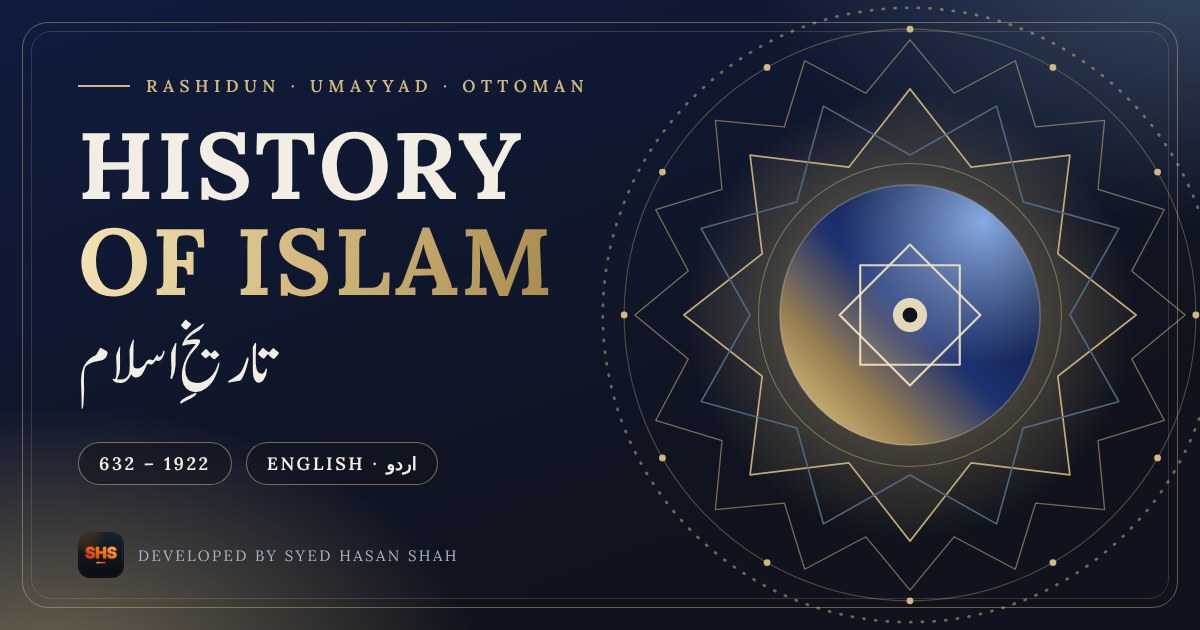 RASHIDUN · UMAYYAD · OTTOMAN
HISTORY
OF ISLAM
تاریخِ اسلام
632 – 1922
ENGLISH · اردو
SHS
DEVELOPED BY SYED HASAN SHAH